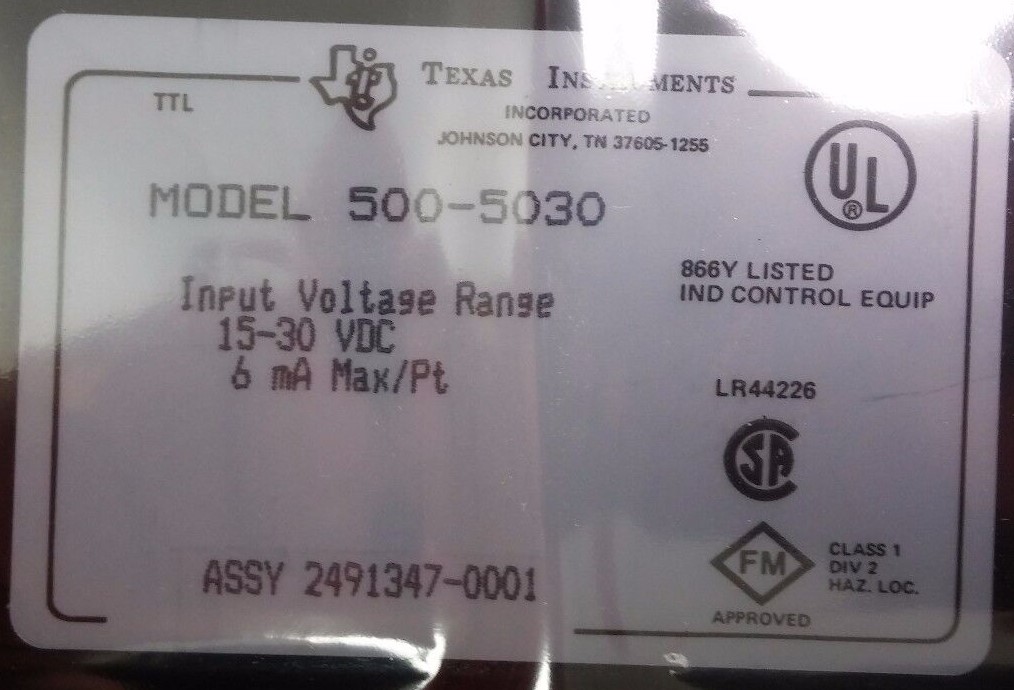 TTL
TEXAS INSTRUMENTS
INCORPORATED
JOHNSON CITY, TN 37605-1255
MODEL 500-5030
UL
®
866Y LISTED
IND CONTROL EQUIP
Input Voltage Range
15-30 VDC
6 mA Max/Pt
LR44226
SA
FM
CLASS 1
DIV 2
HAZ. LOC.
APPROVED
ASSY 2491347-0001